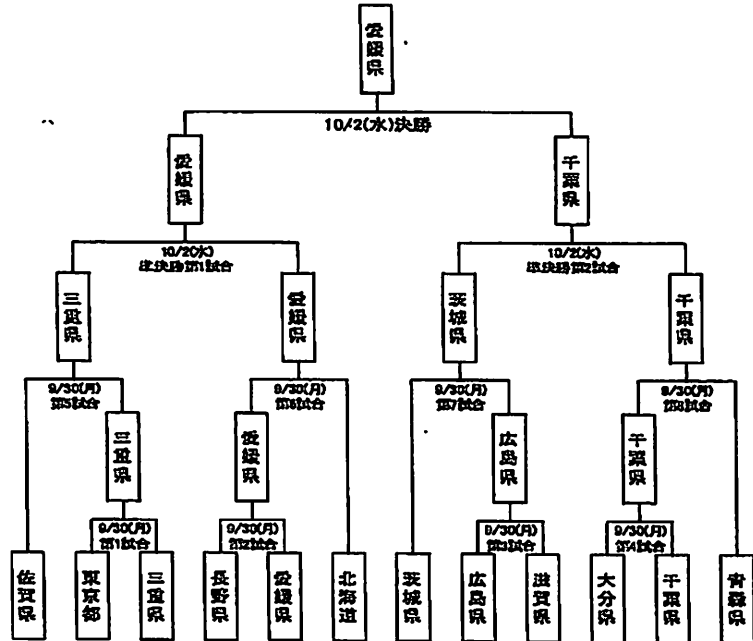 愛媛県
10/2(水)決勝
愛媛県
千葉県
10/2(水)
準決勝第1試合
10/2(水)
準決勝第2試合
三重県
愛媛県
茨城県
千葉県
9/30(月)
第5試合
9/30(月)
第6試合
9/30(月)
第7試合
9/30(月)
第8試合
三重県
愛媛県
広島県
千葉県
9/30(月)
第1試合
9/30(月)
第2試合
9/30(月)
第3試合
9/30(月)
第4試合
佐賀県
東京都
三重県
長野県
愛媛県
北海道
茨城県
広島県
滋賀県
大分県
千葉県
青森県